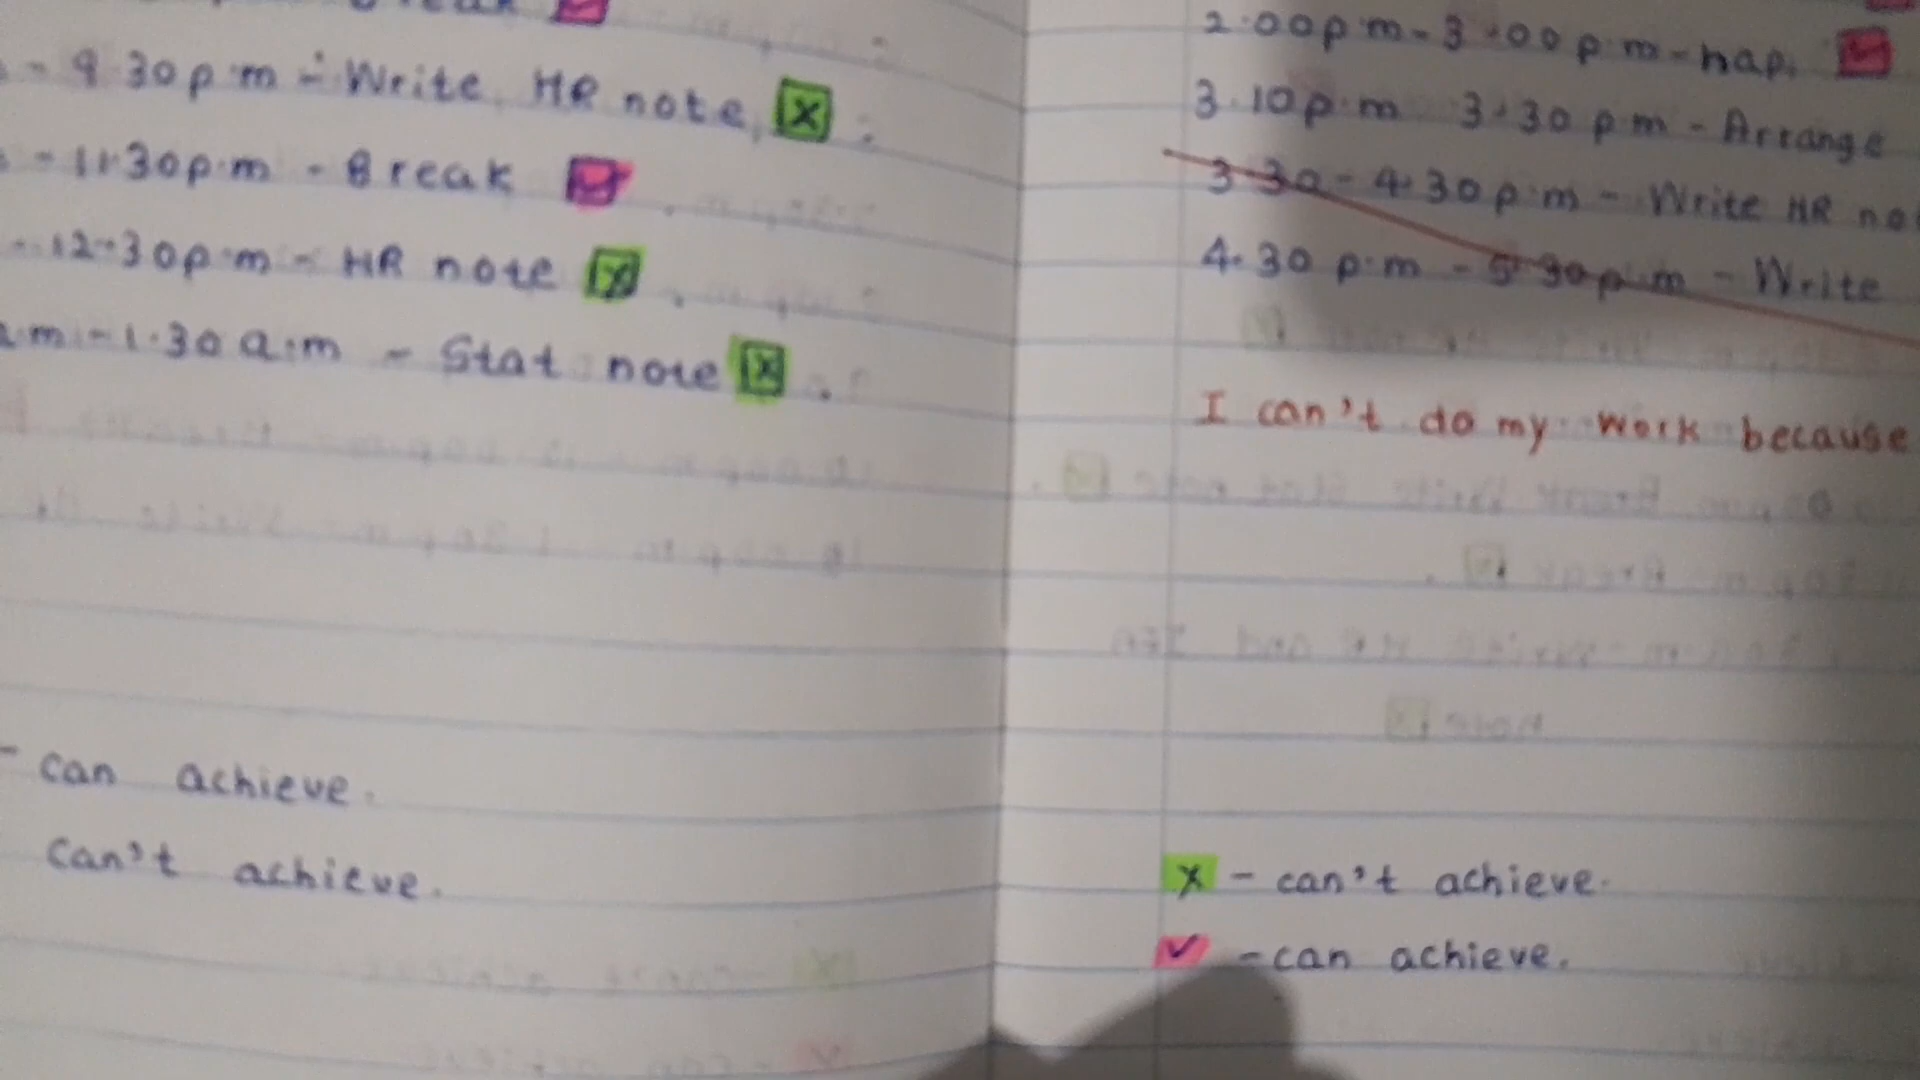 - 9.30 p.m - Write HR note X
- 11.30 p.m - Break
- 12.30 p.m - HR note
a.m - 1.30 a.m - Stat note X
- can achieve.
can't achieve.
2.00 p.m - 3.00 p.m - nap.
3.10 p.m 3.30 p.m - Arrange
3.30 - 4.30 p.m - Write HR
4.30 p.m - 5.30 p.m - Write
I can't do my work because
X - can't achieve.
✓ - can achieve.